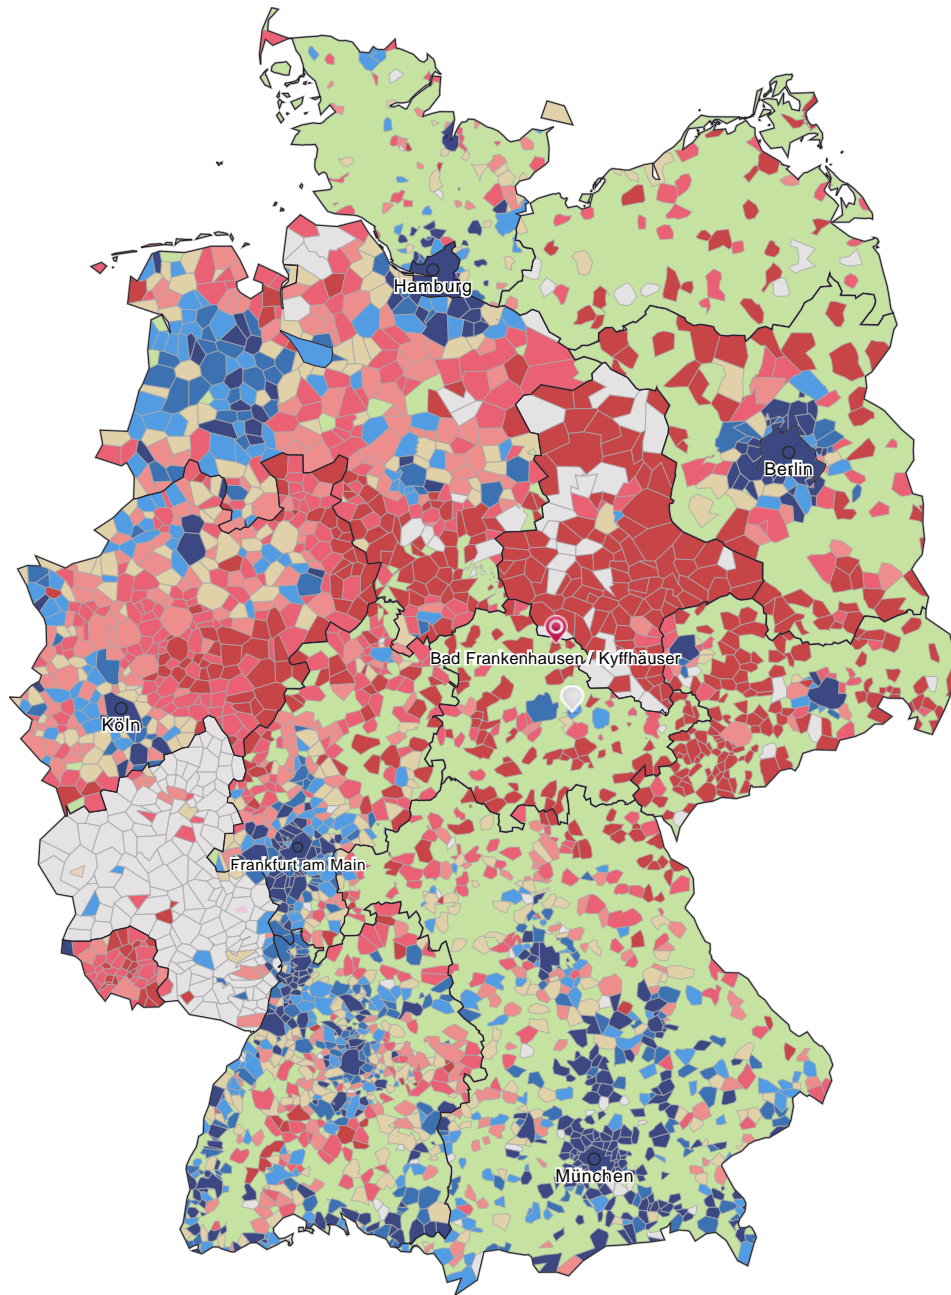 Hamburg
Berlin
Bad Frankenhausen / Kyffhäuser
Köln
Frankfurt am Main
München